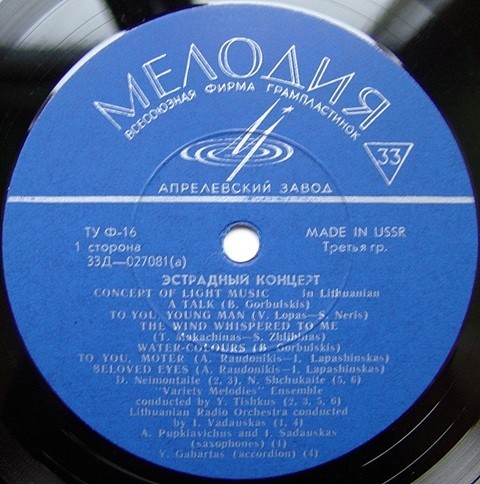 МЕЛОДИЯ
ВСЕСОЮЗНАЯ ФИРМА ГРАМПЛАСТИНОК
33
АПРЕЛЕВСКИЙ ЗАВОД
ТУ Ф-16
MADE IN USSR
1 сторона
Третья гр.
33Д—027081(а)
ЭСТРАДНЫЙ КОНЦЕРТ
CONCEPT OF LIGHT MUSIC in Lithuanian
A TALK (B. Gorbulskis)
TO YOU, YOUNG MAN (V. Lopas—S. Neris)
THE WIND WHISPERED TO ME
(T. Makachinas—S. Zhlibinas)
WATER-COLOURS (B. Gorbulskis)
TO YOU, MOTER (A. Raudonikis—I. Lapashinskas)
BELOVED EYES (A. Raudonikis—I. Lapashinskas)
D. Neimontaite (2, 3), N. Shchukaite (5, 6)
"Variety Melodies" Ensemble
conducted by Y. Tishkus (2, 3, 5, 6)
Lithuanian Radio Orchestra conducted
by I. Vadauskas (1, 4)
A. Pupkiavichus and I. Sadauskas
(saxophones) (1)
Y. Gabartas (accordion) (4)